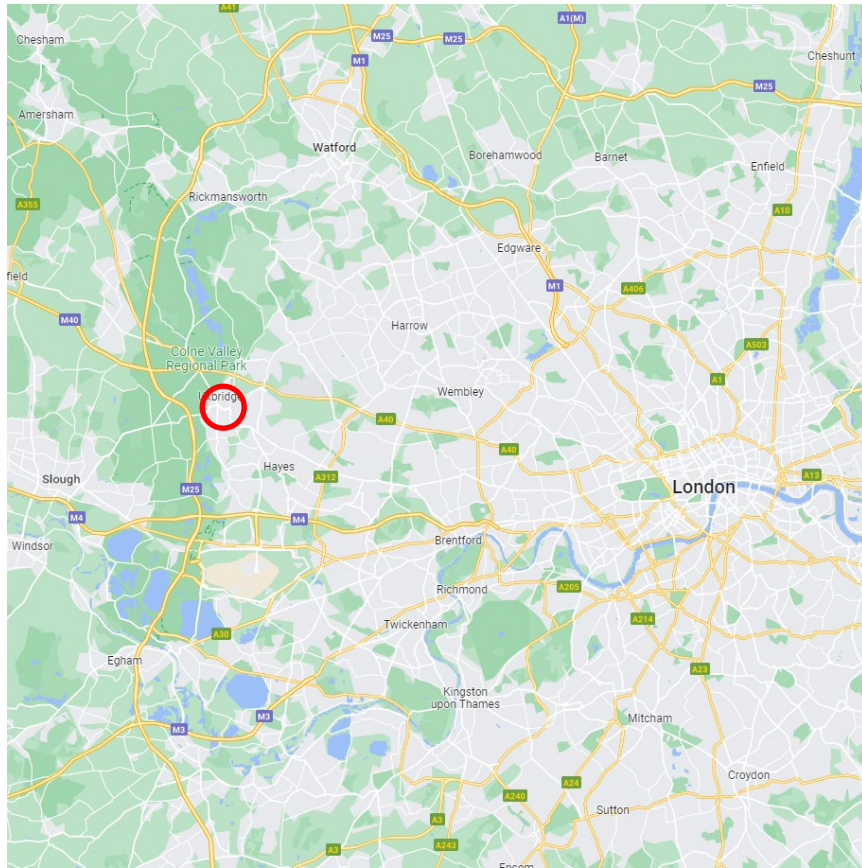 A41
A1(M)
Chesham
M25
M25
M1
Cheshunt
M25
Amersham
Watford
Borehamwood
Barnet
Enfield
Rickmansworth
A355
A10
Edgware
field
M1
A406
M40
Harrow
A503
Colne Valley
Regional Park
A1
Wembley
Uxbridge
A40
A40
Hayes
A312
Slough
M25
London
A13
M4
M4
Windsor
Brentford
Richmond
A205
A214
Twickenham
A30
Egham
A23
Kingston
upon Thames
M3
M3
Mitcham
Croydon
A24
A240
Sutton
A3
A3
A243
Epsom